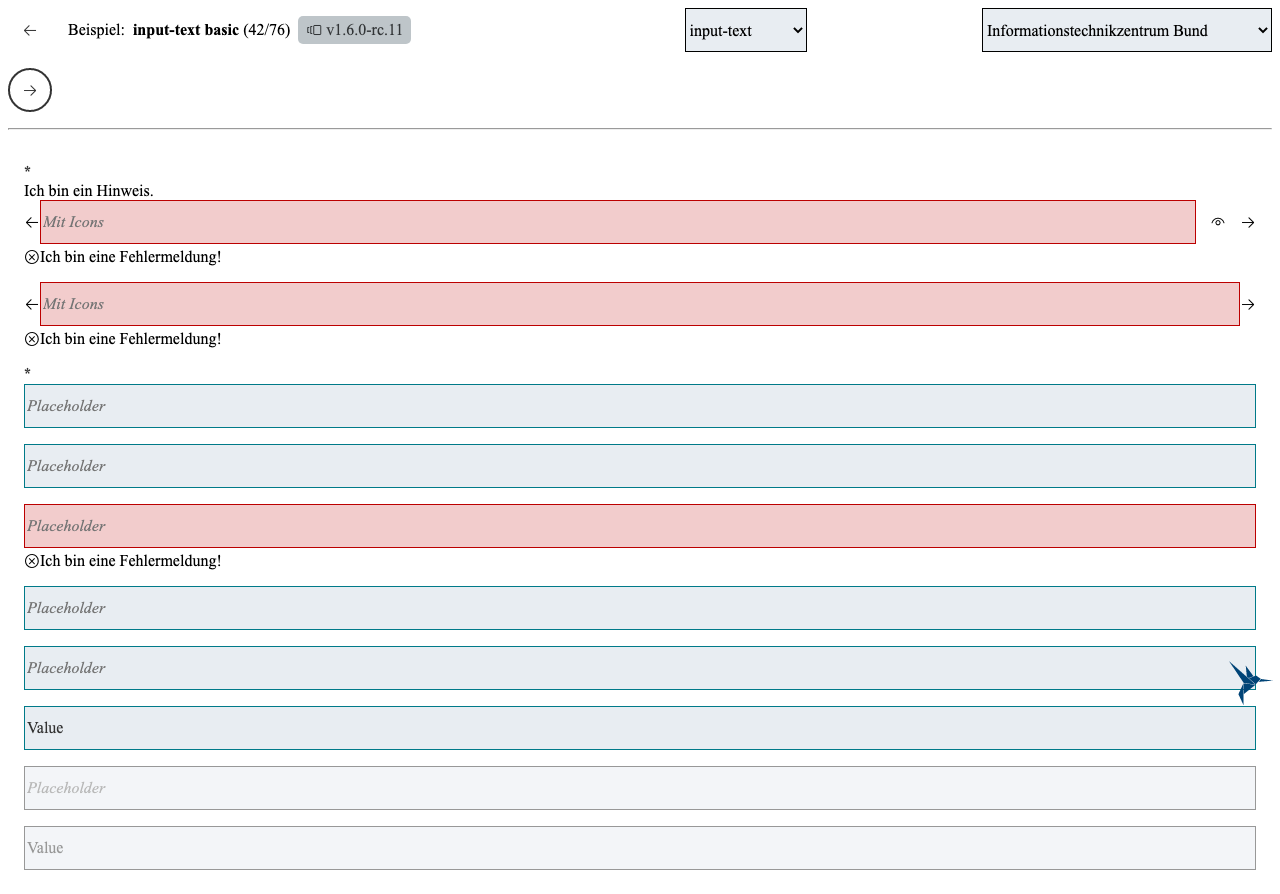 Beispiel: input-text basic (42/76) v1.6.0-rc.11 input-text Informationstechnikzentrum Bund
*
Ich bin ein Hinweis.
Mit Icons
Ich bin eine Fehlermeldung!
Mit Icons
Ich bin eine Fehlermeldung!
*
Placeholder
Placeholder
Placeholder
Ich bin eine Fehlermeldung!
Placeholder
Placeholder
Value
Placeholder
Value